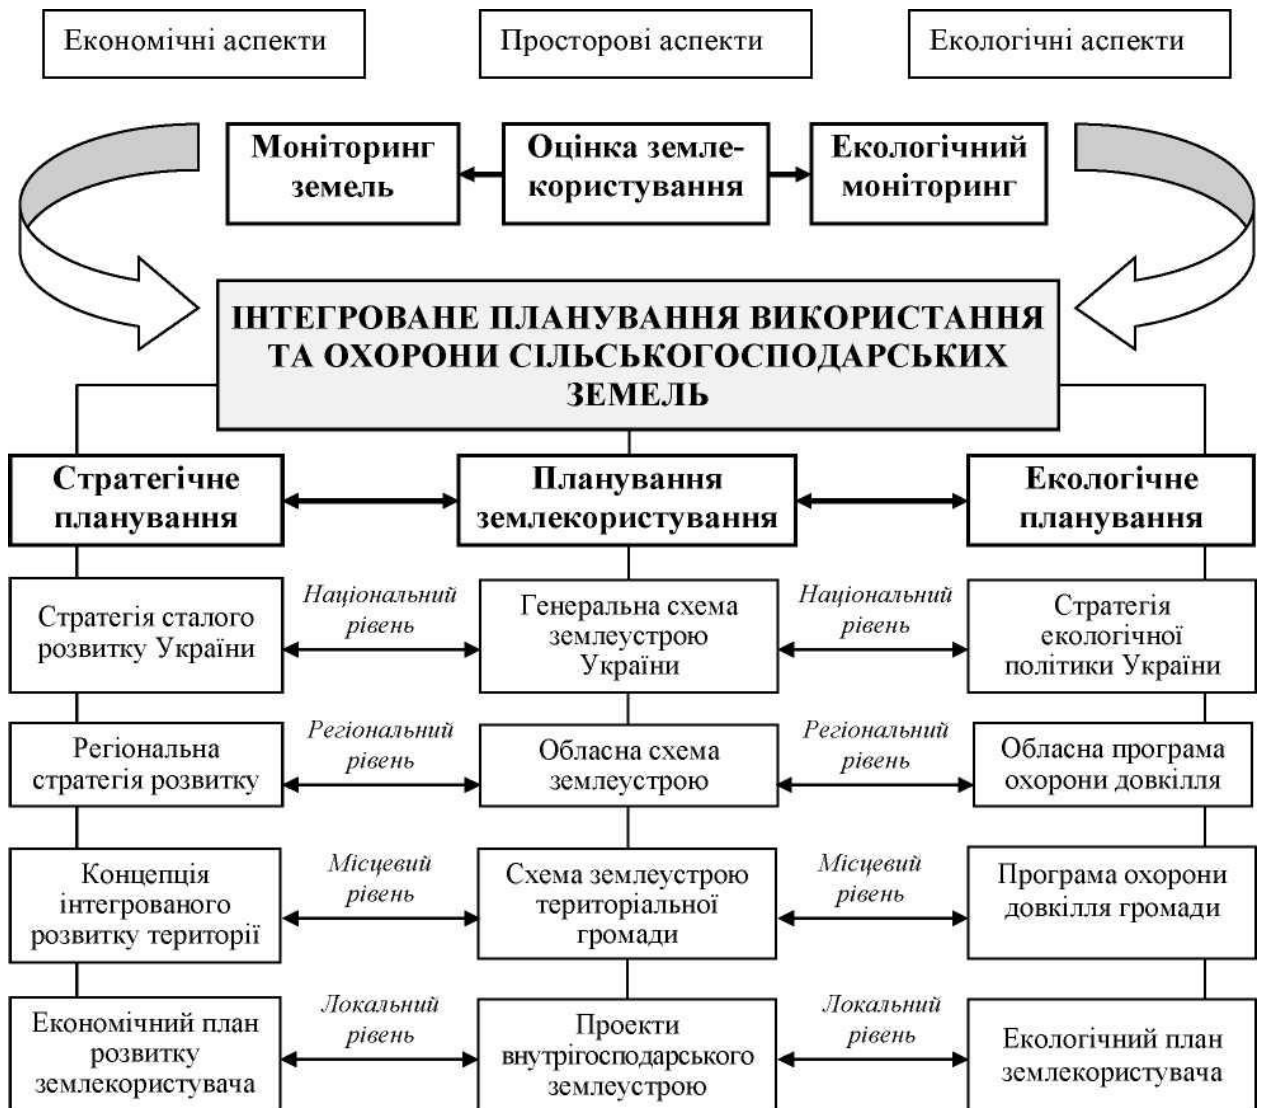 Економічні аспекти
Просторові аспекти
Екологічні аспекти
Моніторинг
земель
Оцінка земле-
користування
Екологічний
моніторинг
ІНТЕГРОВАНЕ ПЛАНУВАННЯ ВИКОРИСТАННЯ
ТА ОХОРОНИ СІЛЬСЬКОГОСПОДАРСЬКИХ
ЗЕМЕЛЬ
Стратегічне
планування
Планування
землекористування
Екологічне
планування
Стратегія сталого
розвитку України
Національний
рівень
Генеральна схема
землеустрою
України
Національний
рівень
Стратегія
екологічної
політики України
Регіональна
стратегія розвитку
Регіональний
рівень
Обласна схема
землеустрою
Регіональний
рівень
Обласна програма
охорони довкілля
Концепція
інтегрованого
розвитку території
Місцевий
рівень
Схема землеустрою
територіальної
громади
Місцевий
рівень
Програма охорони
довкілля громади
Економічний план
розвитку
землекористувача
Локальний
рівень
Проекти
внутрігосподарського
землеустрою
Локальний
рівень
Екологічний план
землекористувача